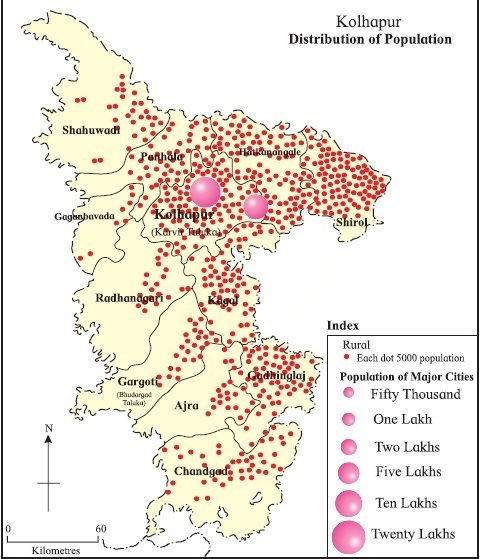 Kolhapur
Distribution of Population
Shahuwadi
Panhala
Hatkanangale
Gaganbavada
Kolhapur
(Karvir Taluka)
Shirol
Radhanagari
Kagal
Gargoti
(Bhudargad
Taluka)
Ajra
Gadhinglaj
Chandgad
N
0 60
Kilometres
Index
Rural
Each dot 5000 population
Population of Major Cities
Fifty Thousand
One Lakh
Two Lakhs
Five Lakhs
Ten Lakhs
Twenty Lakhs